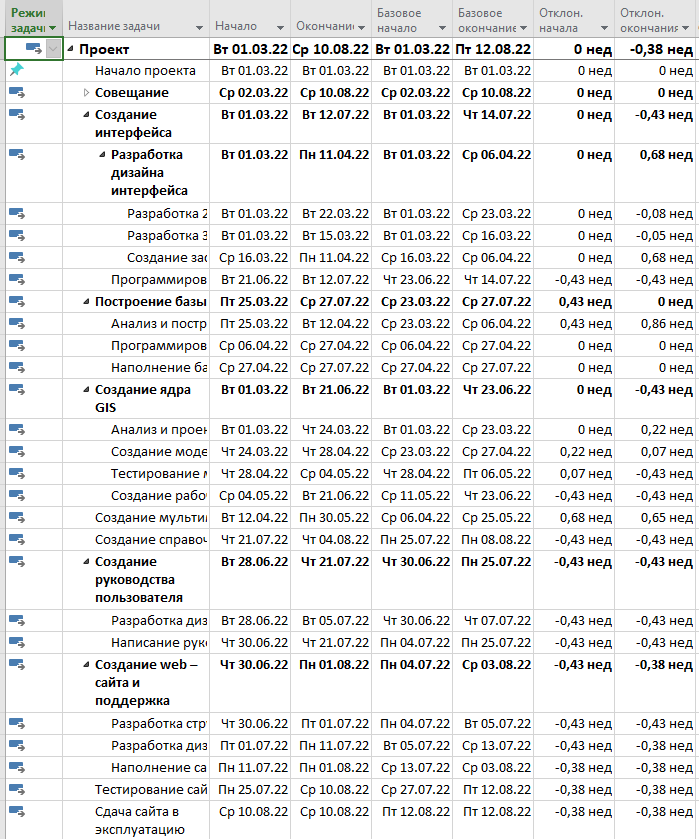 Режи задач Название задачи Начало Окончани Базовое начало Базовое окончание Отклон. начала Отклон. окончания
Проект Вт 01.03.22 Ср 10.08.22 Вт 01.03.22 Пт 12.08.22 0 нед -0,38 нед
Начало проекта Вт 01.03.22 Вт 01.03.22 Вт 01.03.22 Вт 01.03.22 0 нед 0 нед
Совещание Ср 02.03.22 Ср 10.08.22 Ср 02.03.22 Ср 10.08.22 0 нед 0 нед
Создание интерфейса Вт 01.03.22 Вт 12.07.22 Вт 01.03.22 Чт 14.07.22 0 нед -0,43 нед
Разработка дизайна интерфейса Вт 01.03.22 Пн 11.04.22 Вт 01.03.22 Ср 06.04.22 0 нед 0,68 нед
Разработка 2 Вт 01.03.22 Вт 22.03.22 Вт 01.03.22 Ср 23.03.22 0 нед -0,08 нед
Разработка 3 Вт 01.03.22 Вт 15.03.22 Вт 01.03.22 Ср 16.03.22 0 нед -0,05 нед
Создание зас Ср 16.03.22 Пн 11.04.22 Ср 16.03.22 Ср 06.04.22 0 нед 0,68 нед
Программиров Вт 21.06.22 Вт 12.07.22 Чт 23.06.22 Чт 14.07.22 -0,43 нед -0,43 нед
Построение базы Пт 25.03.22 Ср 27.07.22 Ср 23.03.22 Ср 27.07.22 0,43 нед 0 нед
Анализ и постр Пт 25.03.22 Вт 12.04.22 Ср 23.03.22 Ср 06.04.22 0,43 нед 0,86 нед
Программиров Ср 06.04.22 Ср 27.04.22 Ср 06.04.22 Ср 27.04.22 0 нед 0 нед
Наполнение ба Ср 27.04.22 Ср 27.07.22 Ср 27.04.22 Ср 27.07.22 0 нед 0 нед
Создание ядра GIS Вт 01.03.22 Вт 21.06.22 Вт 01.03.22 Чт 23.06.22 0 нед -0,43 нед
Анализ и проен Вт 01.03.22 Чт 24.03.22 Вт 01.03.22 Ср 23.03.22 0 нед 0,22 нед
Создание моде Чт 24.03.22 Чт 28.04.22 Ср 23.03.22 Ср 27.04.22 0,22 нед 0,07 нед
Тестирование м Чт 28.04.22 Ср 04.05.22 Чт 28.04.22 Пт 06.05.22 0,07 нед -0,43 нед
Создание рабо Ср 04.05.22 Вт 21.06.22 Ср 11.05.22 Чт 23.06.22 -0,43 нед -0,43 нед
Создание мульти Вт 12.04.22 Пн 30.05.22 Ср 06.04.22 Ср 25.05.22 0,68 нед 0,65 нед
Создание справоч Чт 21.07.22 Чт 04.08.22 Пн 25.07.22 Пн 08.08.22 -0,43 нед -0,43 нед
Создание руководства пользователя Вт 28.06.22 Чт 21.07.22 Чт 30.06.22 Пн 25.07.22 -0,43 нед -0,43 нед
Разработка диз Вт 28.06.22 Вт 05.07.22 Чт 30.06.22 Чт 07.07.22 -0,43 нед -0,43 нед
Написание рук Чт 30.06.22 Чт 21.07.22 Пн 04.07.22 Пн 25.07.22 -0,43 нед -0,43 нед
Создание web – сайта и поддержка Чт 30.06.22 Пн 01.08.22 Пн 04.07.22 Ср 03.08.22 -0,43 нед -0,38 нед
Разработка стр Чт 30.06.22 Пт 01.07.22 Пн 04.07.22 Вт 05.07.22 -0,43 нед -0,43 нед
Разработка диз Пт 01.07.22 Пн 11.07.22 Вт 05.07.22 Ср 13.07.22 -0,43 нед -0,38 нед
Наполнение са Пн 11.07.22 Пн 01.08.22 Ср 13.07.22 Ср 03.08.22 -0,38 нед -0,38 нед
Тестирование сай Пн 25.07.22 Ср 10.08.22 Ср 27.07.22 Пт 12.08.22 -0,38 нед -0,38 нед
Сдача сайта в эксплуатацию Ср 10.08.22 Ср 10.08.22 Пт 12.08.22 Пт 12.08.22 -0,38 нед -0,38 нед